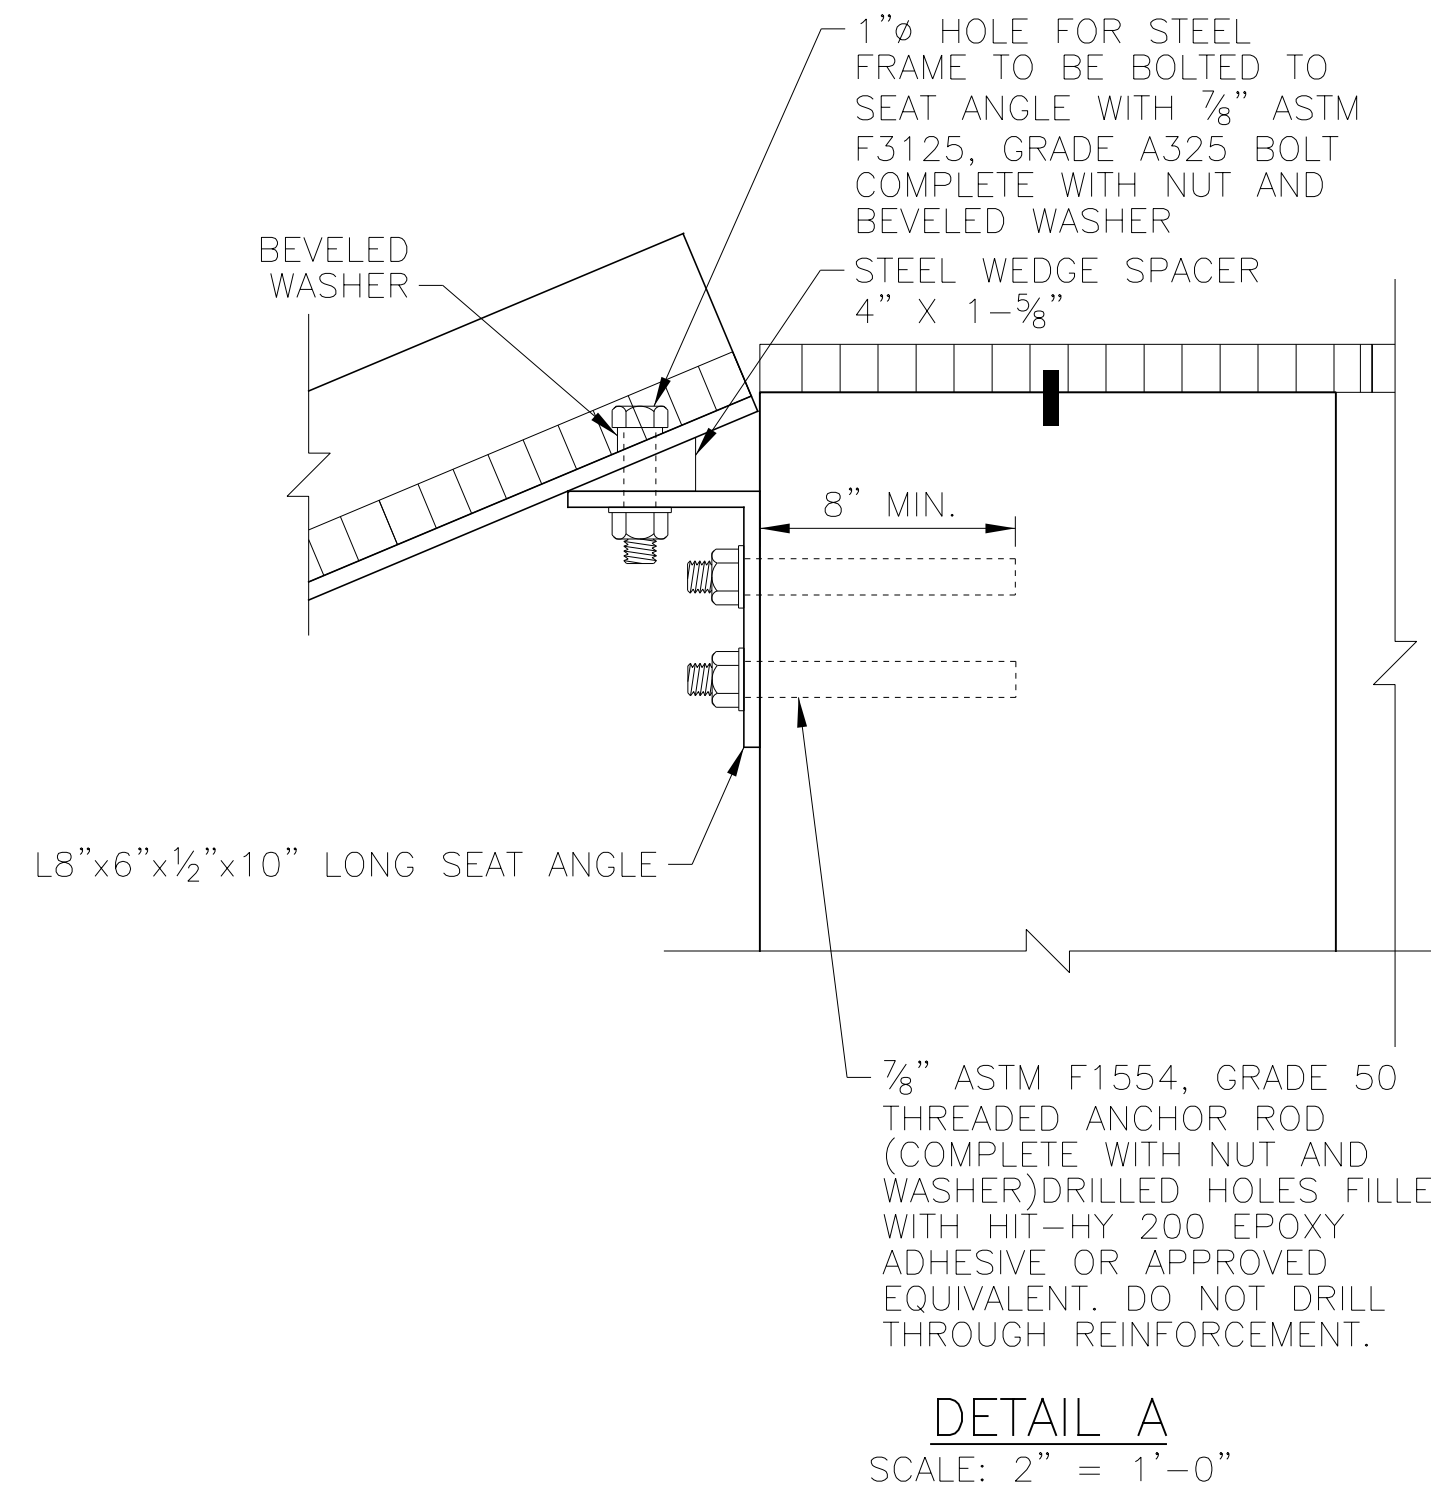 1”ø HOLE FOR STEEL
FRAME TO BE BOLTED TO
SEAT ANGLE WITH ⅞” ASTM
F3125, GRADE A325 BOLT
COMPLETE WITH NUT AND
BEVELED WASHER
BEVELED
WASHER
STEEL WEDGE SPACER
4” X 1-⅝”
8” MIN.
L8”x6”x½”x10” LONG SEAT ANGLE
⅞” ASTM F1554, GRADE 50
THREADED ANCHOR ROD
(COMPLETE WITH NUT AND
WASHER)DRILLED HOLES FILLE
WITH HIT-HY 200 EPOXY
ADHESIVE OR APPROVED
EQUIVALENT. DO NOT DRILL
THROUGH REINFORCEMENT.
DETAIL A
SCALE: 2” = 1’-0”